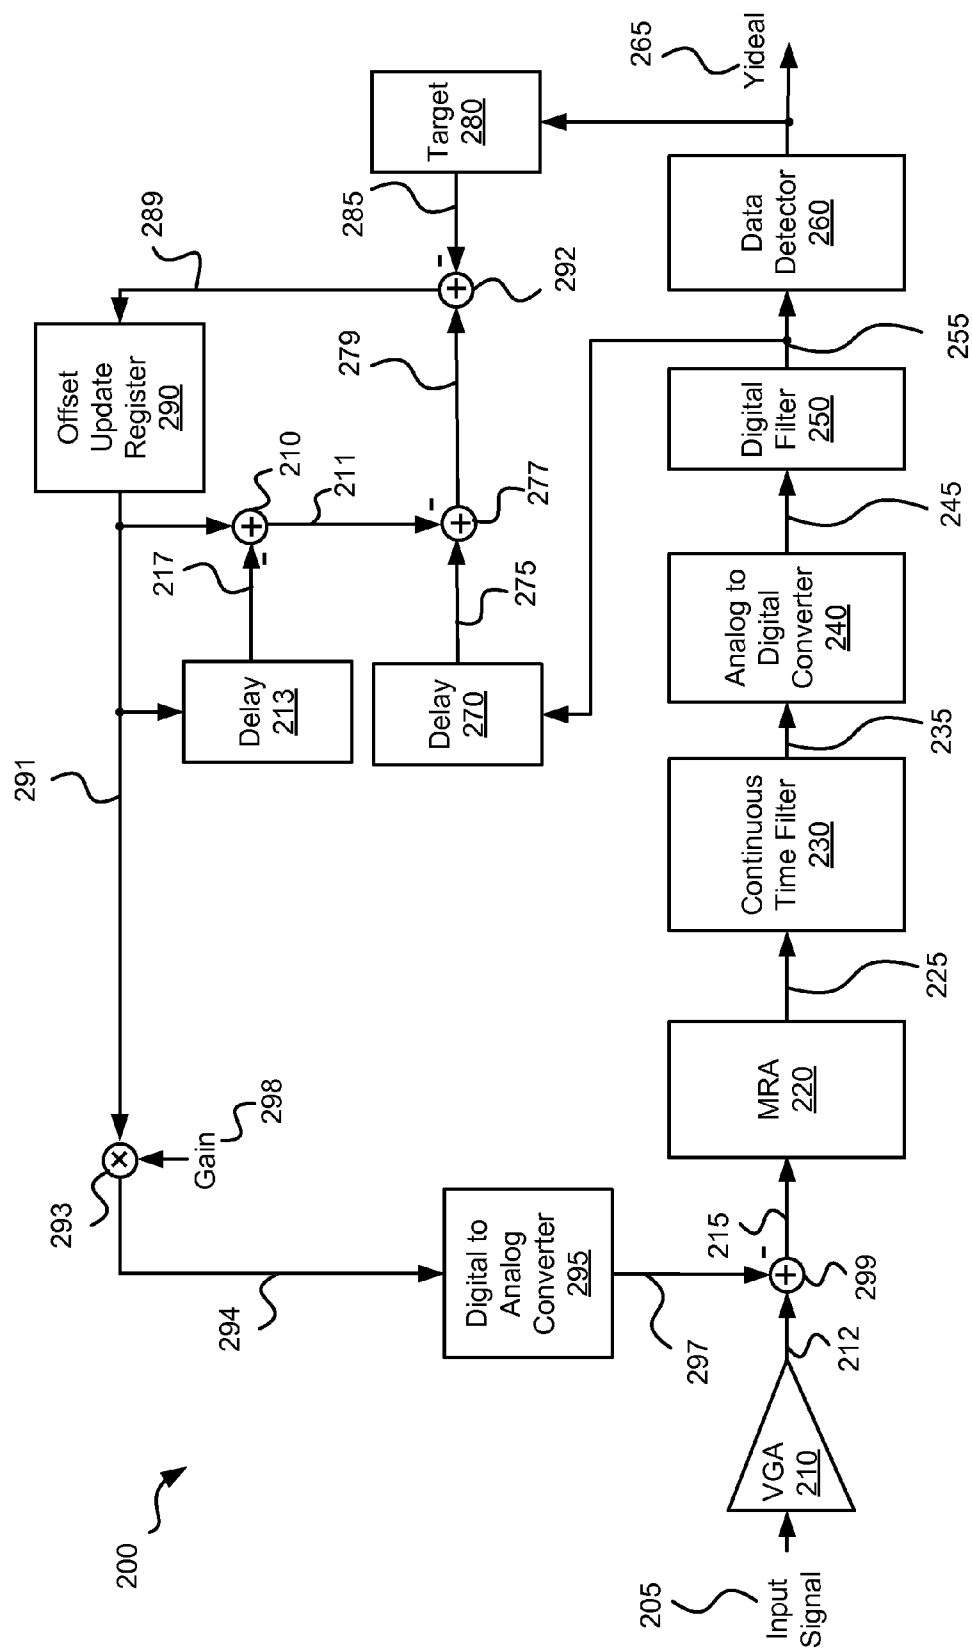 200
205
Input
Signal
VGA
210
212
299
215
-
+
297
Digital to
Analog
Converter
295
294
293
x
Gain
298
291
MRA
220
225
Continuous
Time Filter
230
235
Analog to
Digital
Converter
240
245
Digital
Filter
250
255
Data
Detector
260
265
Yideal
Delay
213
217
-
+
210
211
Delay
270
275
-
+
277
279
-
+
292
285
Target
280
289
Offset
Update
Register
290